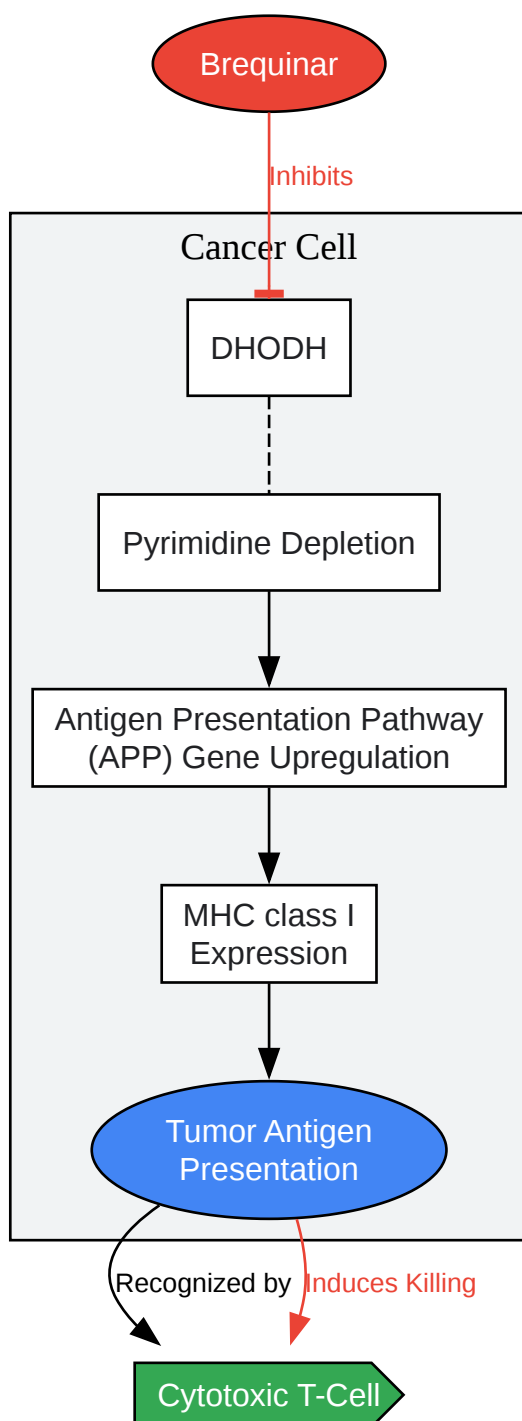 Brequinar
Inhibits
Cancer Cell
DHODH
Pyrimidine Depletion
Antigen Presentation Pathway
(APP) Gene Upregulation
MHC class I
Expression
Tumor Antigen
Presentation
Recognized by
Induces Killing
Cytotoxic T-Cell